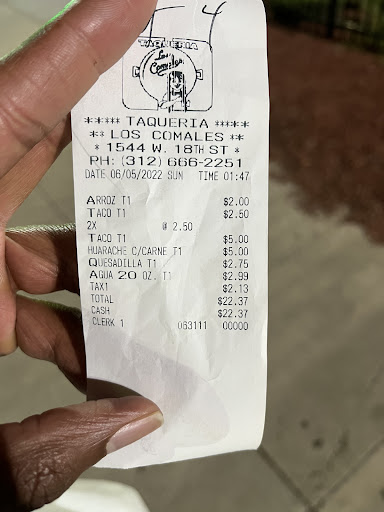 4
TAQUERIA
Los
Comales
***** TAQUERIA *****
** LOS COMALES **
* 1544 W. 18TH ST *
PH: (312) 666-2251
DATE 06/05/2022 SUN TIME 01:47
ARROZ T1 $2.00
TACO T1 $2.50
2X @ 2.50
TACO T1 $5.00
HUARACHE C/CARNE T1 $5.00
QUESADILLA T1 $2.75
AGUA 20 OZ. T1 $2.99
TAX1 $2.13
TOTAL $22.37
CASH $22.37
CLERK 1 063111 00000